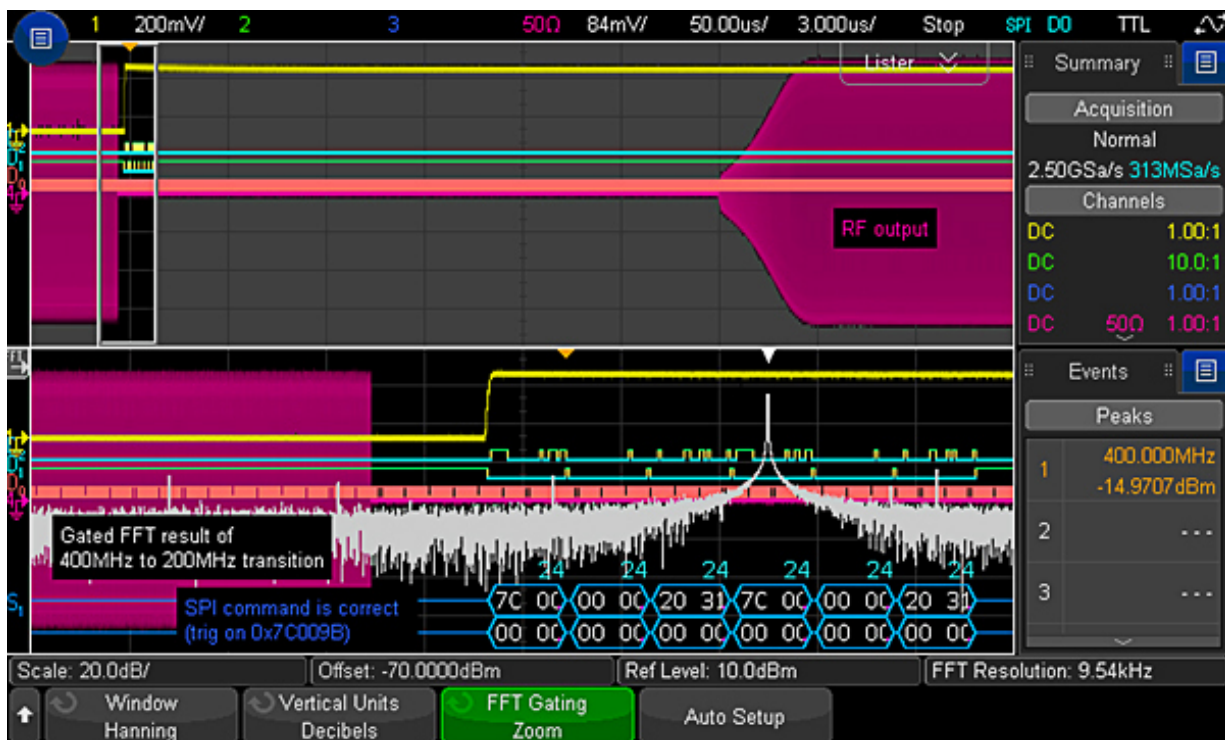 1 200mV/ 2 3 50Ω 84mV/ 50.00us/ 3.000us/ Stop SPI D0 TTL
Lister
Summary
Acquisition
Normal
2.50GSa/s 313MSa/s
Channels
DC 1.00:1
DC 10.0:1
DC 1.00:1
DC 50Ω 1.00:1
RF output
Events
Peaks
1 400.000MHz
-14.9707dBm
2 ---
3 ---
Gated FFT result of
400MHz to 200MHz transition
24 24 24 24 24 24
S1
SPI command is correct
(trig on 0x7C009B)
7C 00 00 00 20 31 7C 00 00 00 20 31
00 00 00 00 00 00 00 00 00 00 00 00
Scale: 20.0dB/ Offset: -70.0000dBm Ref Level: 10.0dBm FFT Resolution: 9.54kHz
Window
Hanning
Vertical Units
Decibels
FFT Gating
Zoom
Auto Setup